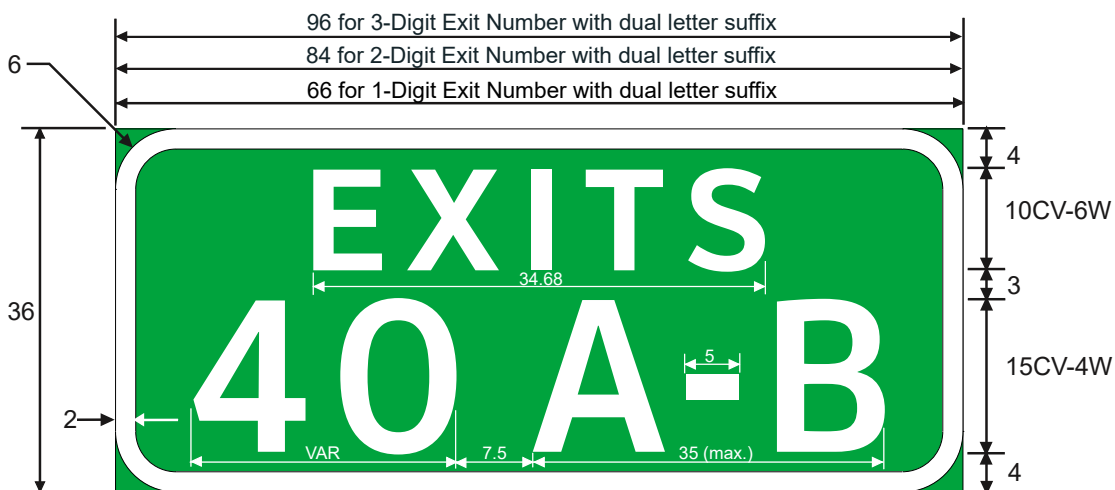 96 for 3-Digit Exit Number with dual letter suffix
84 for 2-Digit Exit Number with dual letter suffix
66 for 1-Digit Exit Number with dual letter suffix
6
4
EXITS
10CV-6W
34.68
3
36
40 A-B
5
15CV-4W
2
VAR
7.5
35 (max.)
4